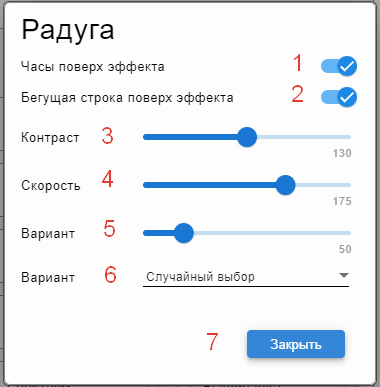 Радуга
Часы поверх эффекта 1
Бегущая строка поверх эффекта 2
Контраст 3
130
Скорость 4
175
Вариант 5
50
Вариант 6 Случайный выбор
7 Закрыть